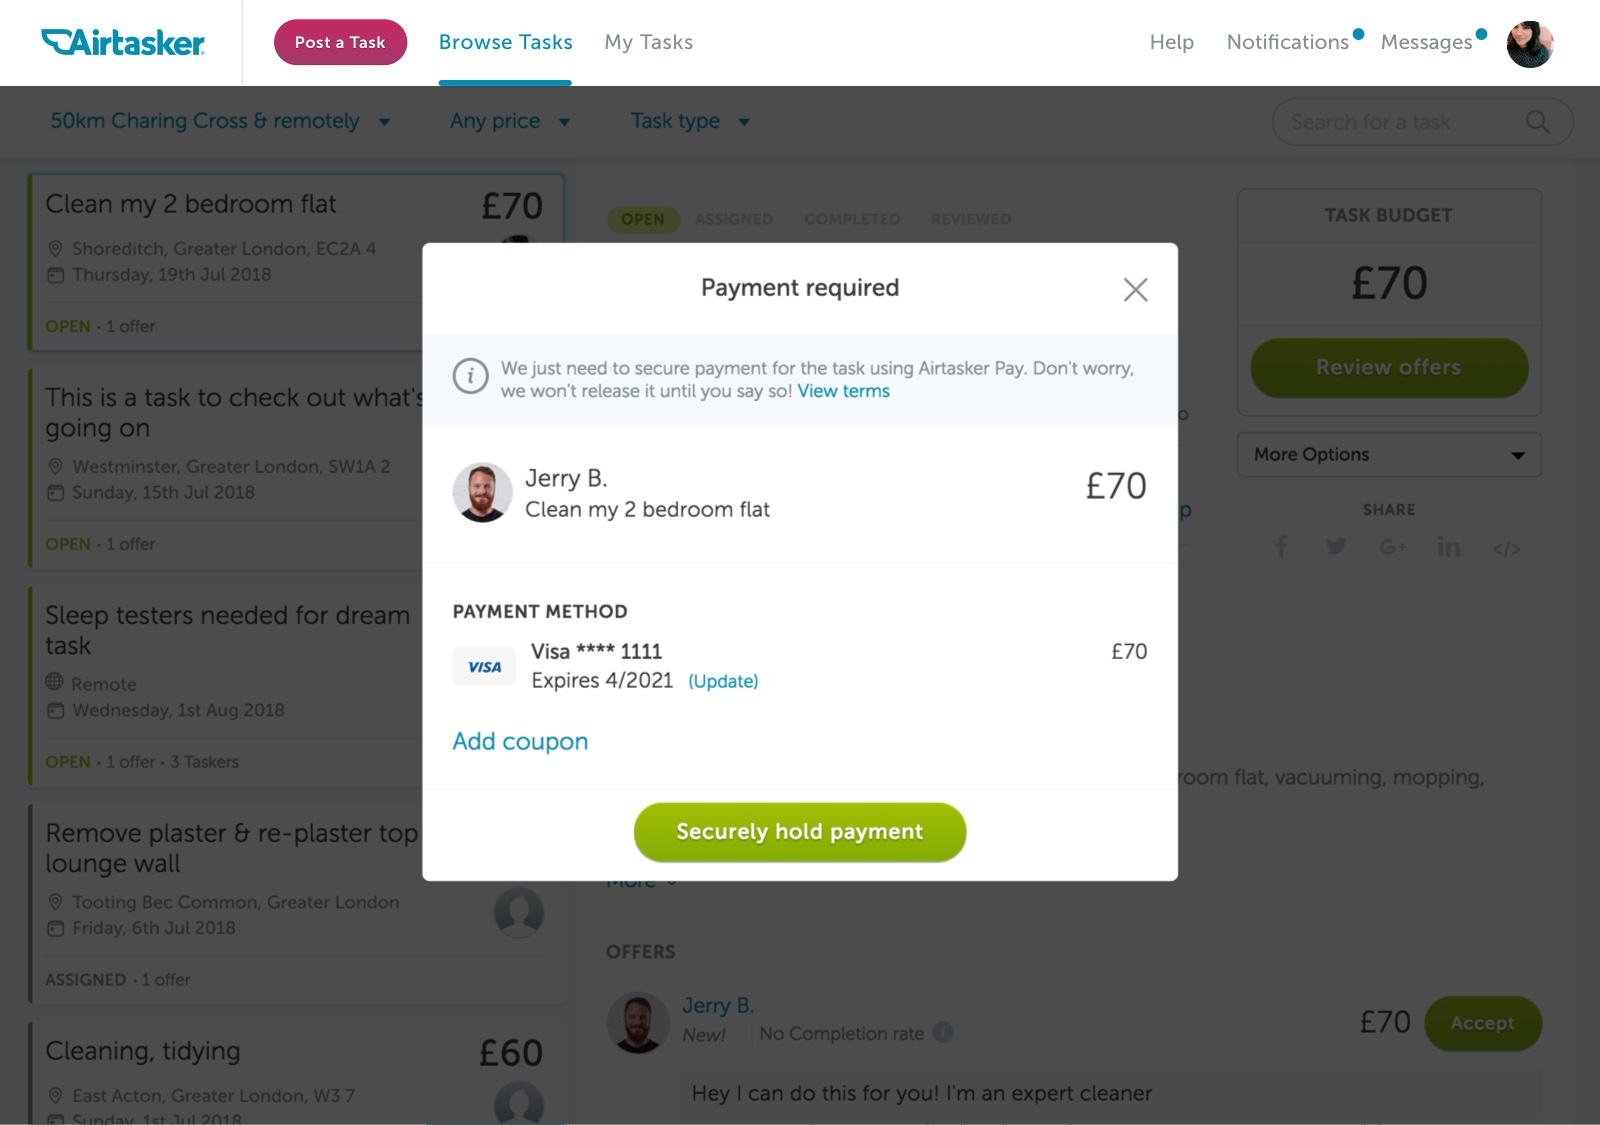 Airtasker
Post a Task
Browse Tasks
My Tasks
Help
Notifications
Messages
50km Charing Cross & remotely
Any price
Task type
Search for a task
Clean my 2 bedroom flat
£70
Shoreditch, Greater London, EC2A 4
Thursday, 19th Jul 2018
OPEN • 1 offer
This is a task to check out what's
going on
Westminster, Greater London, SW1A 2
Sunday, 15th Jul 2018
OPEN • 1 offer
Sleep testers needed for dream
task
Remote
Wednesday, 1st Aug 2018
OPEN • 1 offer • 3 Taskers
Remove plaster & re-plaster top
lounge wall
Tooting Bec Common, Greater London
Friday, 6th Jul 2018
ASSIGNED • 1 offer
Cleaning, tidying
£60
East Acton, Greater London, W3 7
Sunday, 1st Jul 2018
OPEN
ASSIGNED
COMPLETED
REVIEWED
TASK BUDGET
£70
Review offers
More Options
SHARE
Payment required
We just need to secure payment for the task using Airtasker Pay. Don't worry,
we won't release it until you say so! View terms
Jerry B.
Clean my 2 bedroom flat
£70
PAYMENT METHOD
VISA
Visa **** 1111
£70
Expires 4/2021 (Update)
Add coupon
Securely hold payment
room flat, vacuuming, mopping,
More
OFFERS
Jerry B.
New!
No Completion rate
£70
Accept
Hey I can do this for you! I'm an expert cleaner